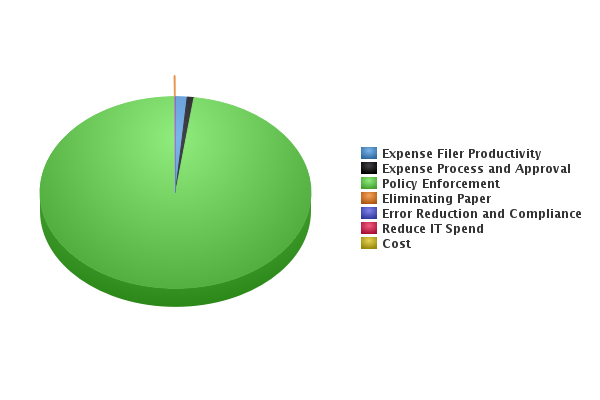 Expense Filer Productivity
Expense Process and Approval
Policy Enforcement
Eliminating Paper
Error Reduction and Compliance
Reduce IT Spend
Cost